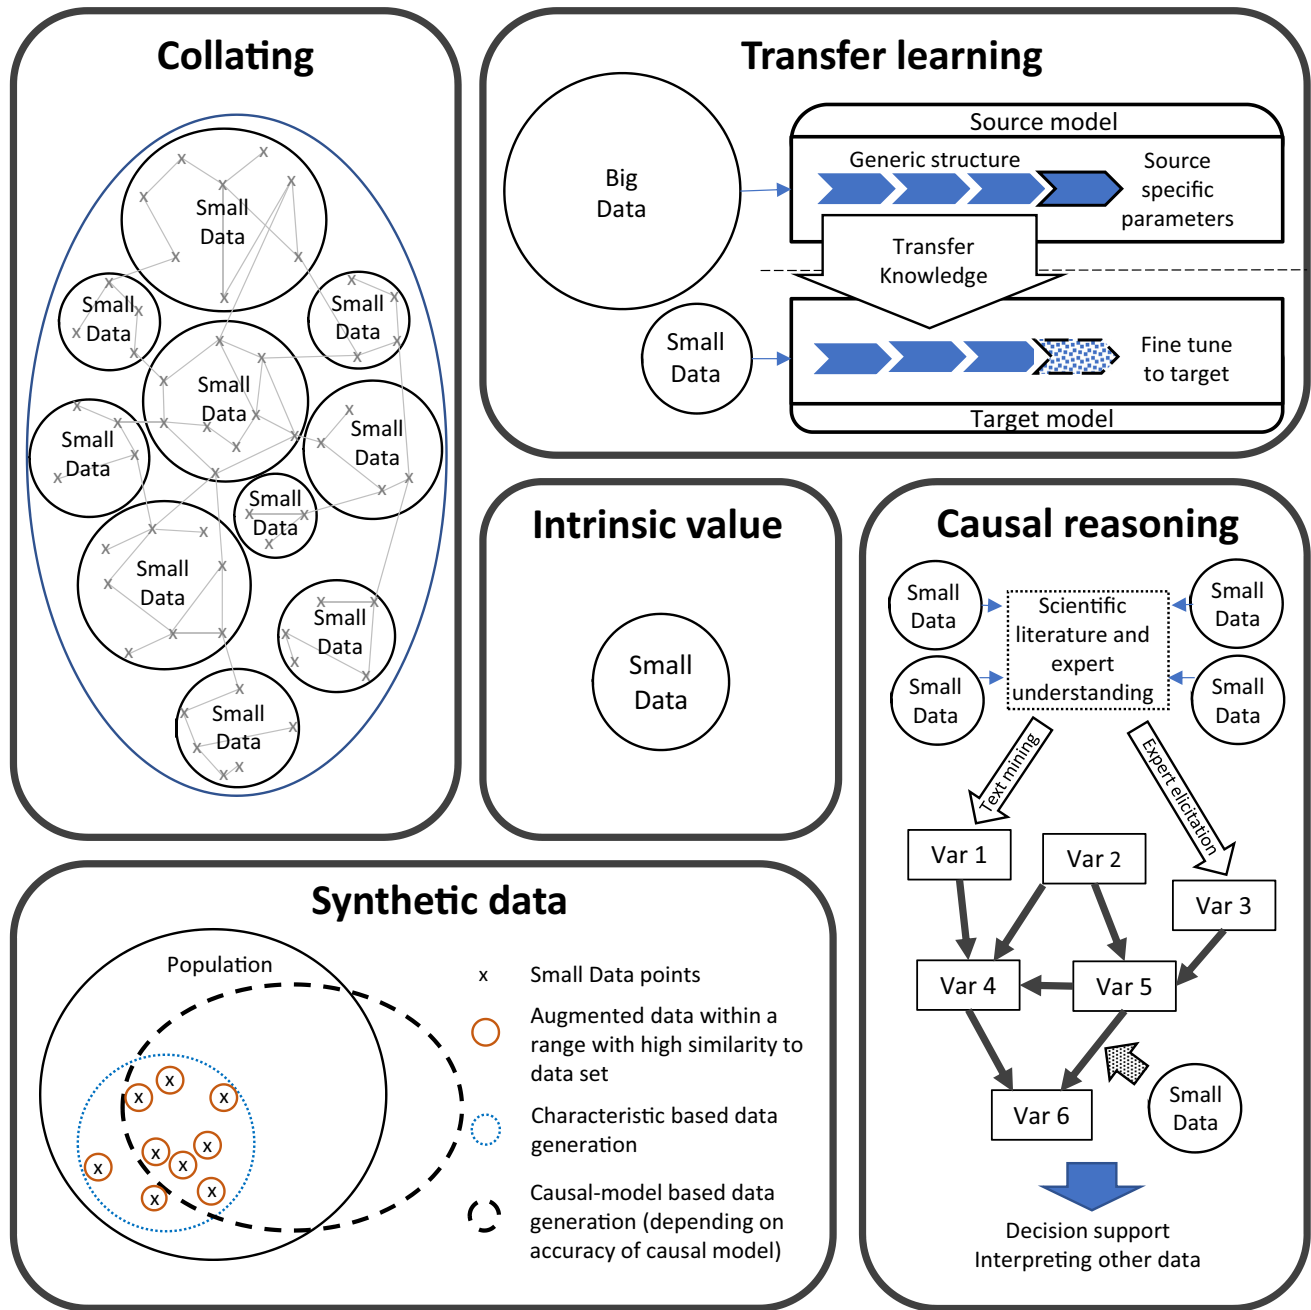 Collating
Small
Data
Small
Data
Small
Data
Small
Data
Small
Data
Small
Data
Small
Data
Small
Data
Small
Data
Small
Data
Transfer learning
Big
Data
Small
Data
Source model
Generic structure
Source
specific
parameters
Transfer
Knowledge
Fine tune
to target
Target model
Intrinsic value
Small
Data
Causal reasoning
Small
Data
Small
Data
Scientific
literature and
expert
understanding
Small
Data
Small
Data
Text mining
Expert elicitation
Var 1
Var 2
Var 3
Var 4
Var 5
Var 6
Small
Data
Decision support
Interpreting other data
Synthetic data
Population
x Small Data points
Augmented data within a
range with high similarity to
data set
Characteristic based data
generation
Causal-model based data
generation (depending on
accuracy of causal model)